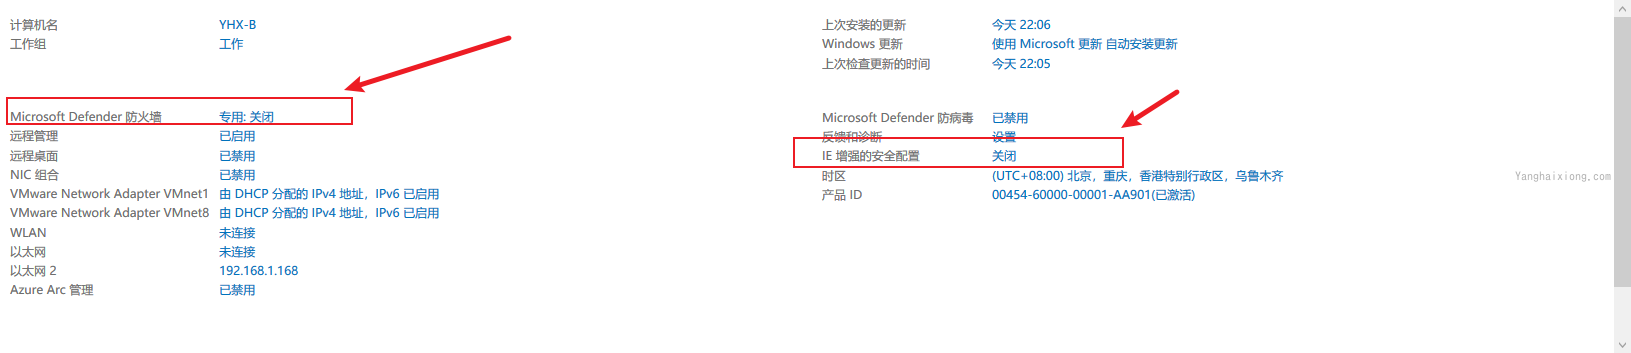 计算机名 YHX-B
工作组 工作
Microsoft Defender 防火墙 专用: 关闭
远程管理 已启用
远程桌面 已禁用
NIC 组合 已禁用
VMware Network Adapter VMnet1 由 DHCP 分配的 IPv4 地址，IPv6 已启用
VMware Network Adapter VMnet8 由 DHCP 分配的 IPv4 地址，IPv6 已启用
WLAN 未连接
以太网 未连接
以太网 2 192.168.1.168
Azure Arc 管理 已禁用
上次安装的更新 今天 22:06
Windows 更新 使用 Microsoft 更新 自动安装更新
上次检查更新的时间 今天 22:05
Microsoft Defender 防病毒 已禁用
反馈和诊断 设置
IE 增强的安全配置 关闭
时区 (UTC+08:00) 北京，重庆，香港特别行政区，乌鲁木齐
产品 ID 00454-60000-00001-AA901(已激活)
Yanghaixiong.com